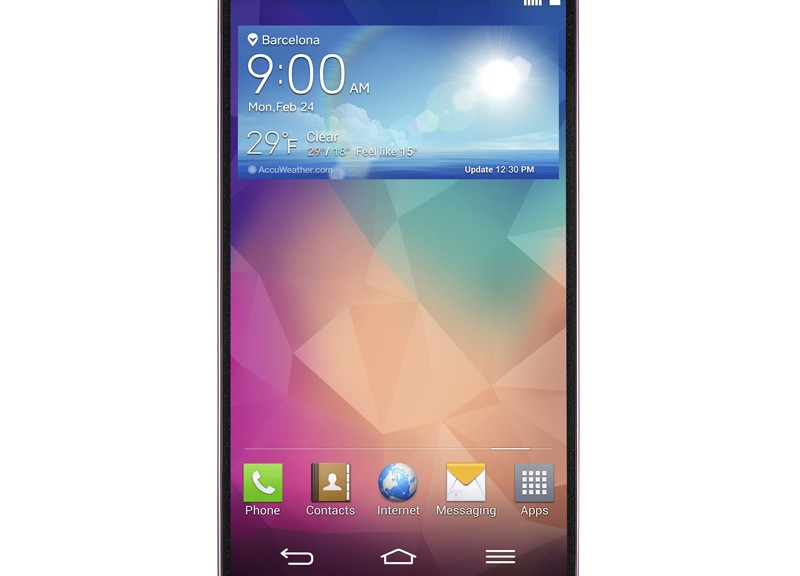 Barcelona
9:00 AM
Mon,Feb 24
29°F Clear
29° / 18° Feel like 15°
AccuWeather.com Update 12:30 PM
Phone Contacts Internet Messaging Apps